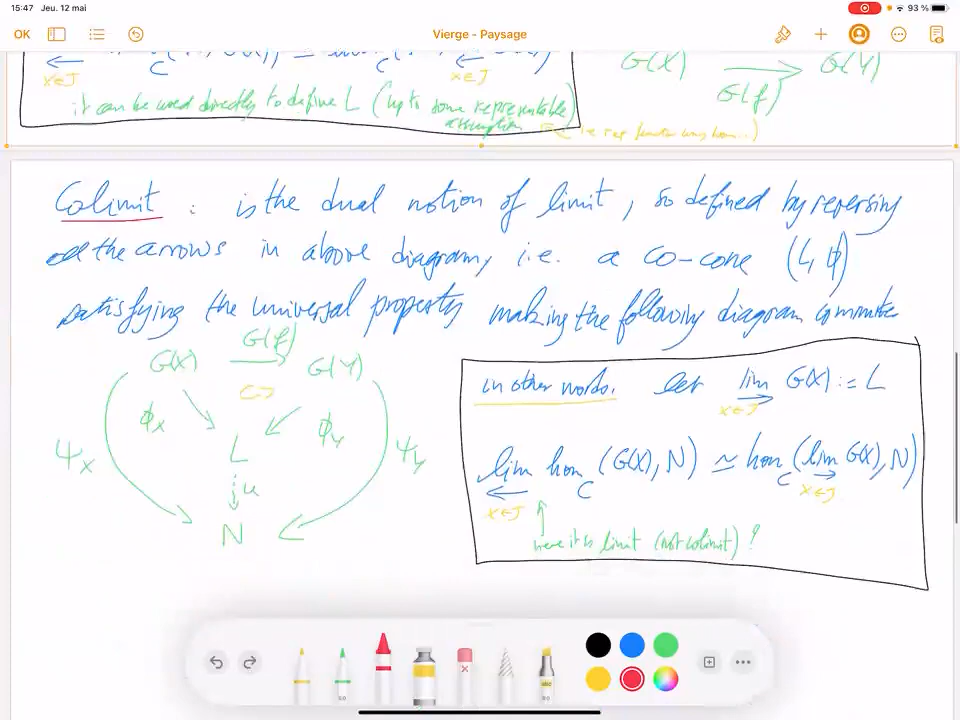 15:47 Jeu. 12 mai
93 %
OK
Vierge - Paysage
X∈J C X∈J
G(X) G(Y)
G(f)
it can be used directly to define L (up to some representable
assumption
Colimit : is the dual notion of limit, so defined by reversing
all the arrows in above diagram, i.e. a co-cone (L, ϕ)
satisfying the universal property making the following diagram commute
G(f)
G(X) G(Y)
ϕX ϕY
L
ΨX ΨY
u
N
in other words. let lim G(X) := L
X∈J
lim homC (G(X), N) ≃ homC (lim G(X), N)
X∈J X∈J
here it is limit (not colimit) ?